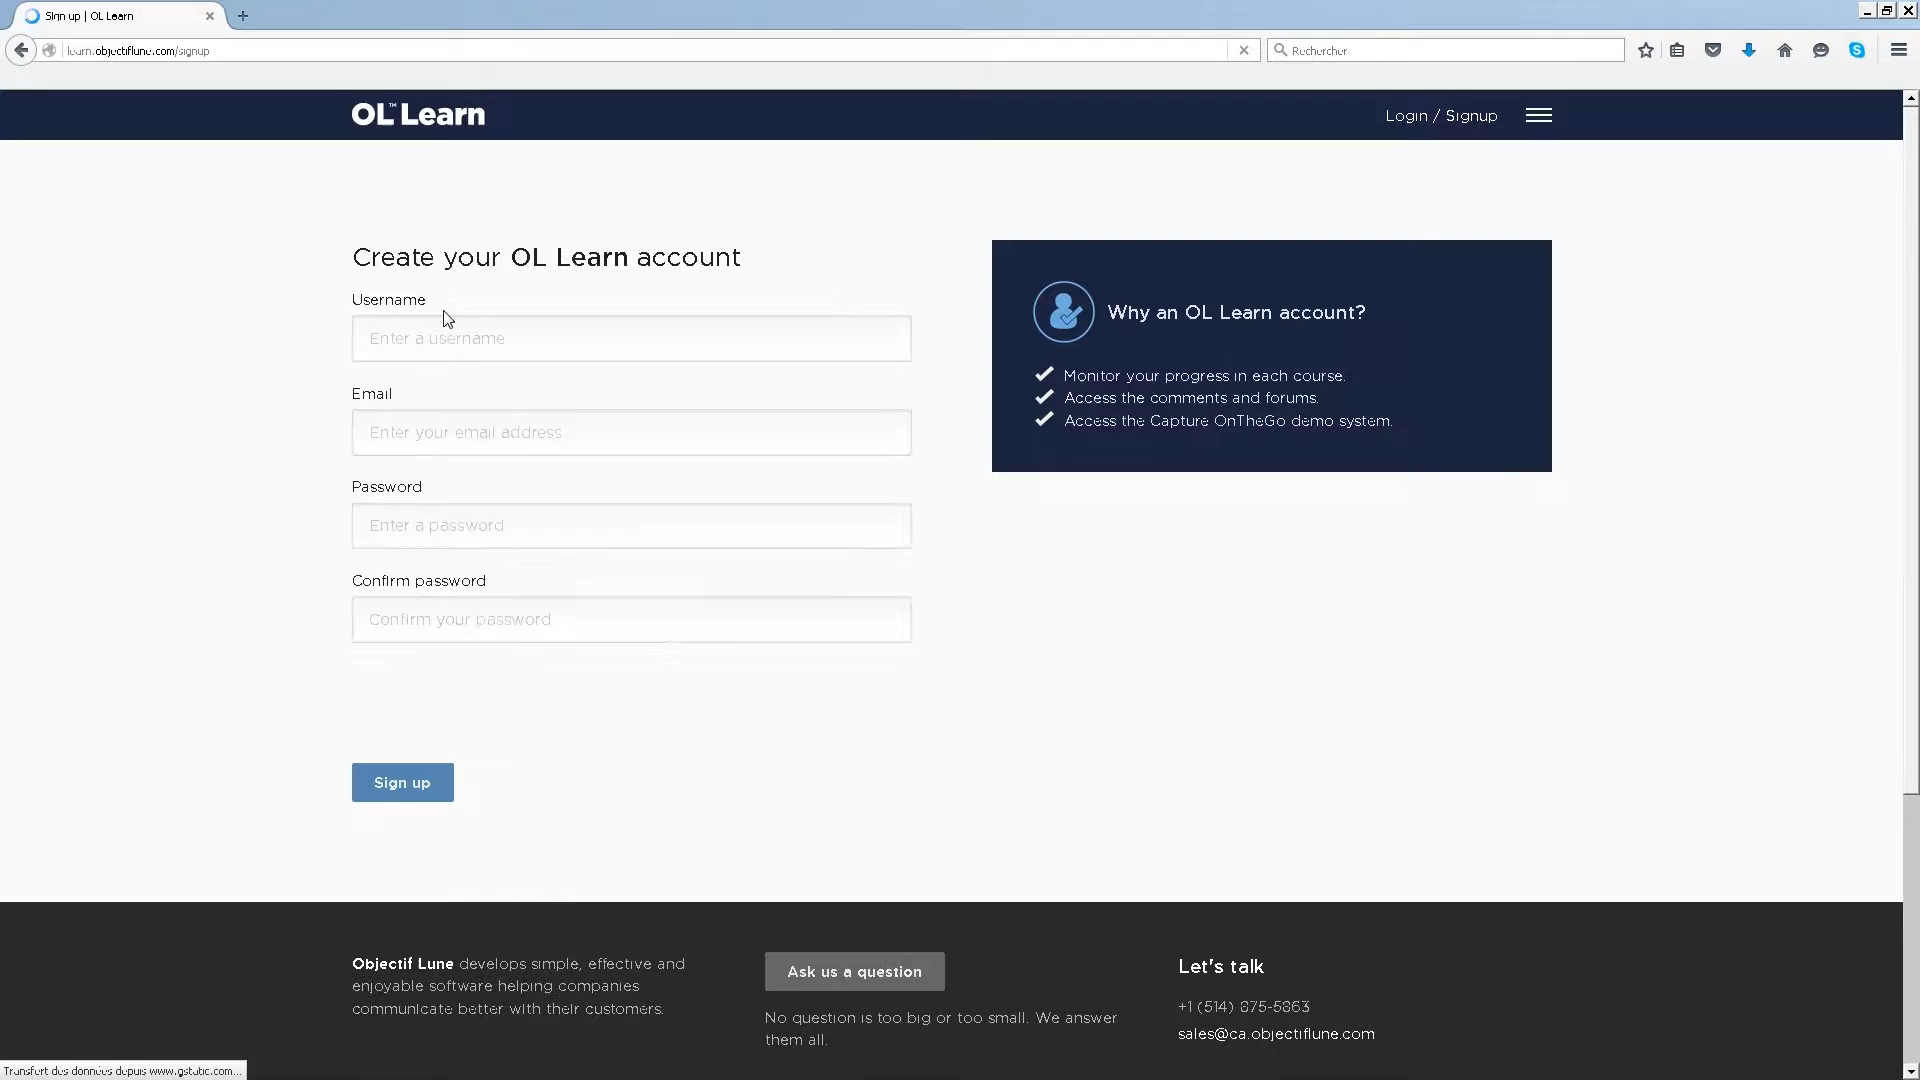 Sign up | OL Learn
learn.objectiflune.com/signup
Rechercher
OL™ Learn
Login / Signup
Create your OL Learn account
Username
Enter a username
Email
Enter your email address
Password
Enter a password
Confirm password
Confirm your password
Sign up
Why an OL Learn account?
Monitor your progress in each course.
Access the comments and forums.
Access the Capture OnTheGo demo system.
Objectif Lune develops simple, effective and
enjoyable software helping companies
communicate better with their customers.
Ask us a question
No question is too big or too small. We answer
them all.
Let's talk
+1 (514) 875-5863
sales@ca.objectiflune.com
Transfert des données depuis www.gstatic.com...